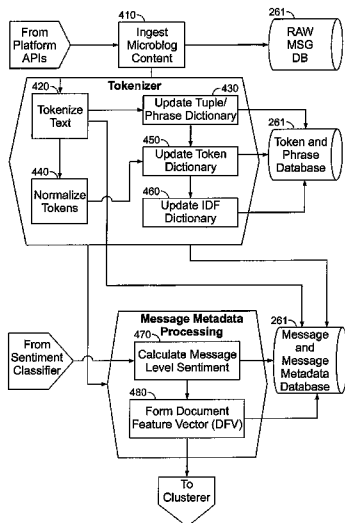 From
Platform
APIs
410
Ingest
Microblog
Content
261
RAW
MSG
DB
Tokenizer
420
Tokenize
Text
430
Update Tuple/
Phrase Dictionary
440
Normalize
Tokens
450
Update Token
Dictionary
460
Update IDF
Dictionary
261
Token and
Phrase
Database
From
Sentiment
Classifier
Message Metadata
Processing
470
Calculate Message
Level Sentiment
480
Form Document
Feature Vector (DFV)
261
Message
and
Message
Metadata
Database
To
Clusterer